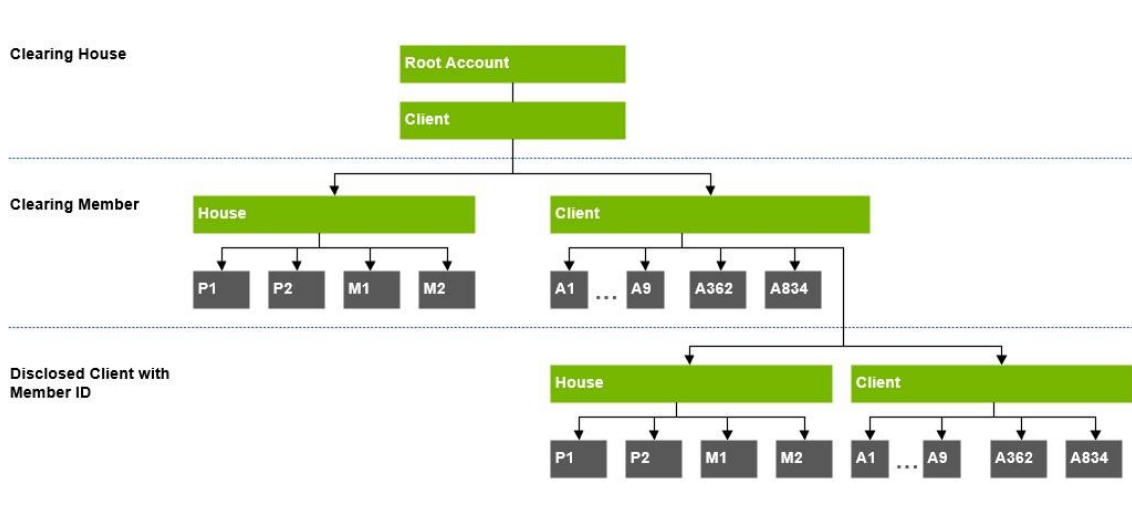 Clearing House
Root Account
Client
Clearing Member
House
Client
P1 P2 M1 M2 A1 ... A9 A362 A834
Disclosed Client with
Member ID
House
Client
P1 P2 M1 M2 A1 ... A9 A362 A834